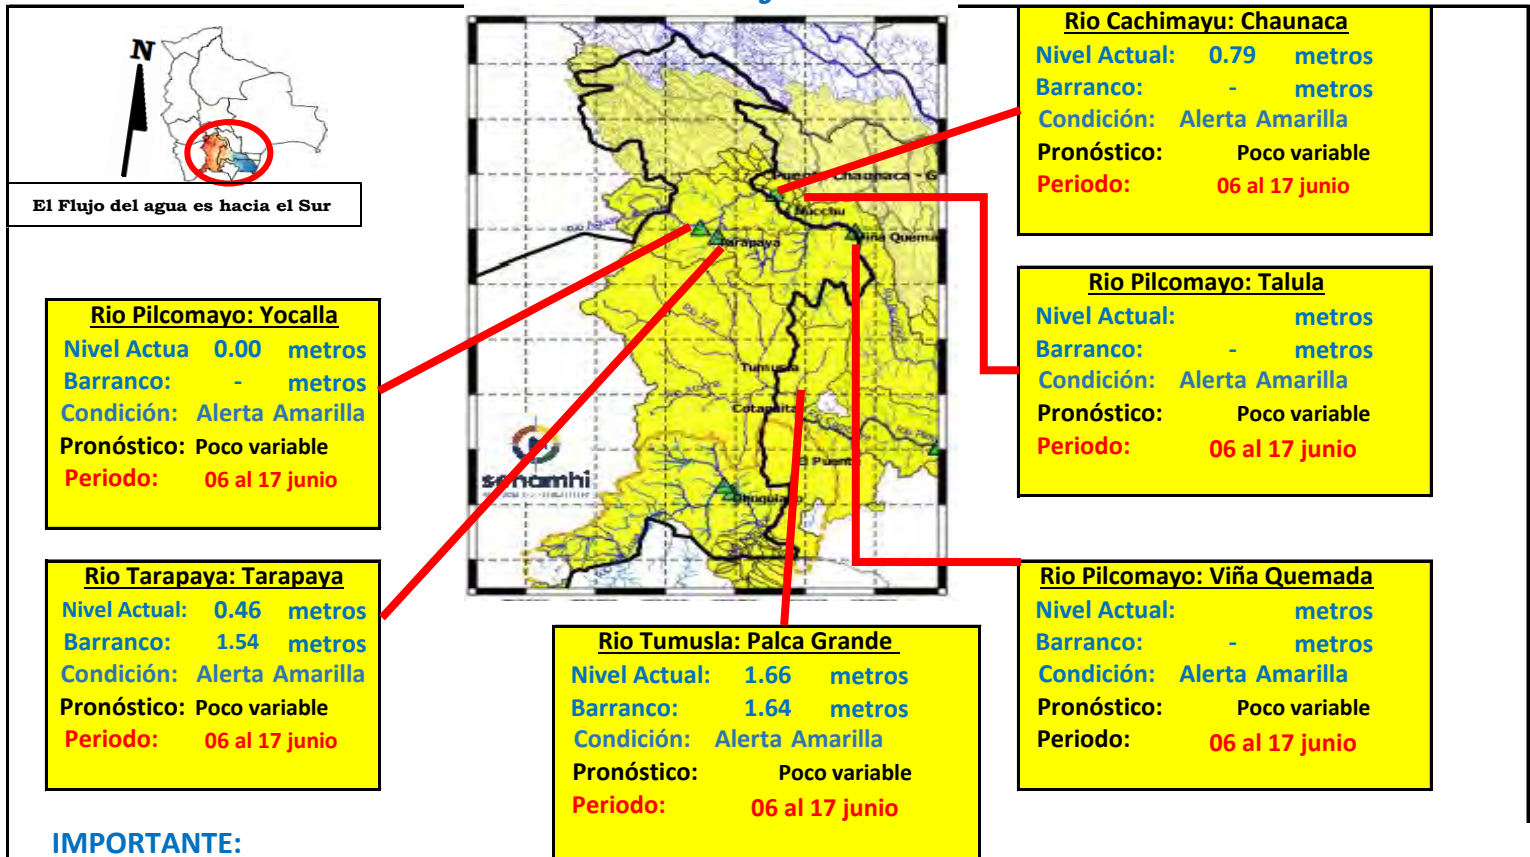 N
El Flujo del agua es hacia el Sur
Rio Cachimayu: Chaunaca
Nivel Actual: 0.79 metros
Barranco: - metros
Condición: Alerta Amarilla
Pronóstico: Poco variable
Periodo: 06 al 17 junio
Rio Pilcomayo: Talula
Nivel Actual: metros
Barranco: - metros
Condición: Alerta Amarilla
Pronóstico: Poco variable
Periodo: 06 al 17 junio
Rio Pilcomayo: Yocalla
Nivel Actua 0.00 metros
Barranco: - metros
Condición: Alerta Amarilla
Pronóstico: Poco variable
Periodo: 06 al 17 junio
Rio Tarapaya: Tarapaya
Nivel Actual: 0.46 metros
Barranco: 1.54 metros
Condición: Alerta Amarilla
Pronóstico: Poco variable
Periodo: 06 al 17 junio
Rio Tumusla: Palca Grande
Nivel Actual: 1.66 metros
Barranco: 1.64 metros
Condición: Alerta Amarilla
Pronóstico: Poco variable
Periodo: 06 al 17 junio
Rio Pilcomayo: Viña Quemada
Nivel Actual: metros
Barranco: - metros
Condición: Alerta Amarilla
Pronóstico: Poco variable
Periodo: 06 al 17 junio
Puente Chaunaca - G
Tarapaya
Viña Quema
Tumusla
Cotagaita
El Puente
senamhi
IMPORTANTE: